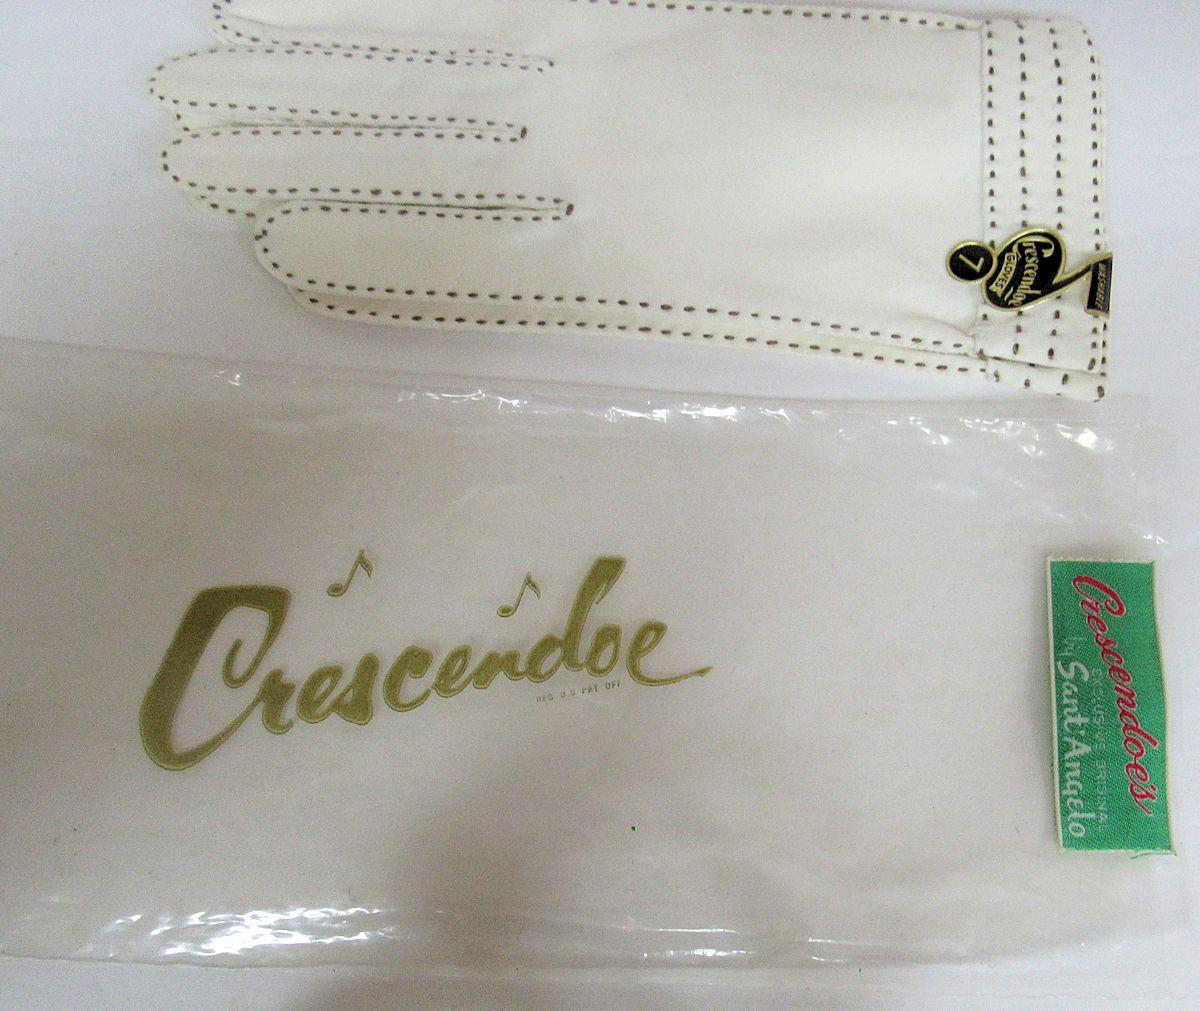 7
Crescendoe
GLOVES
Crescendoe
REG U.S PAT OFF
Crescendoe's
EXCLUSIVE ORIGINAL
by Sant'Angelo